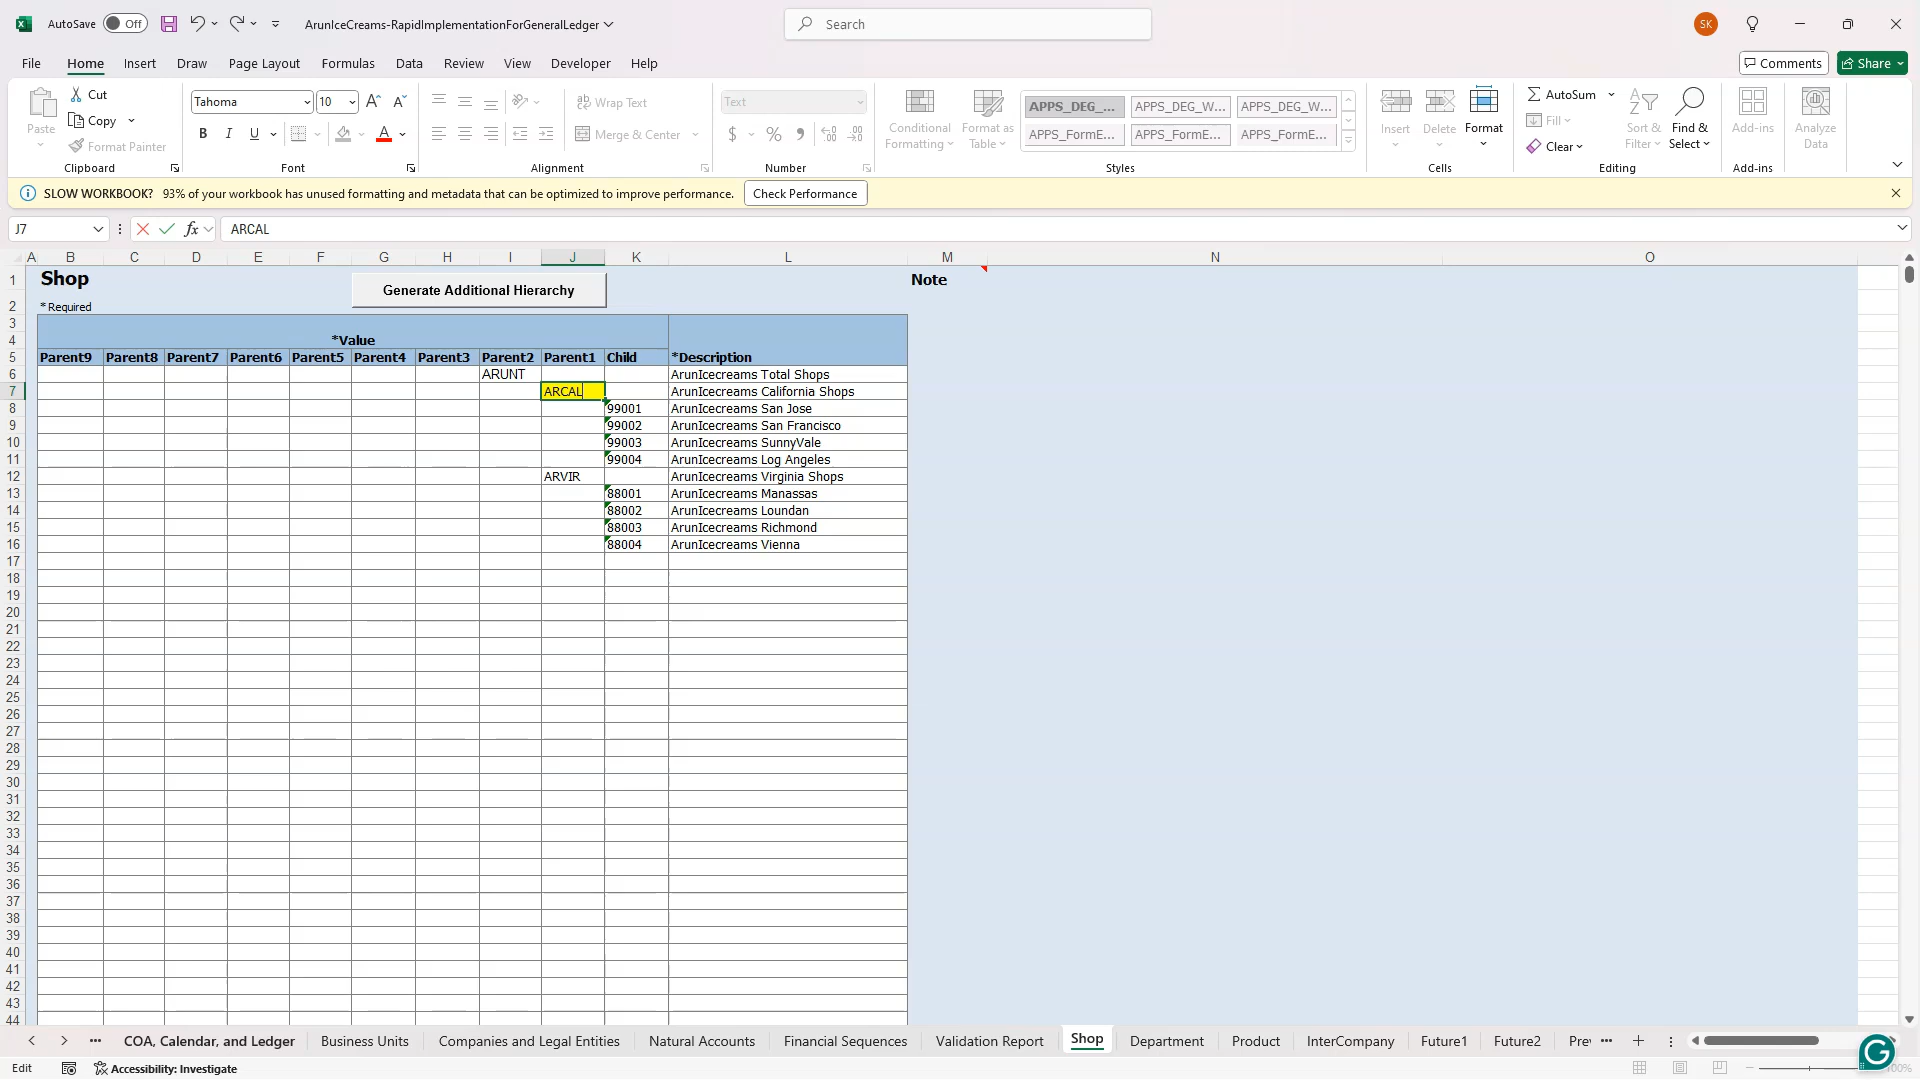 AutoSave Off ArunIceCreams-RapidImplementationForGeneralLedger Search SK
File Home Insert Draw Page Layout Formulas Data Review View Developer Help Comments Share
Paste Cut Copy Format Painter
Tahoma 10 B I U A
Wrap Text Merge & Center
Text $ % ,
Conditional Formatting Format as Table
APPS_DEG_... APPS_DEG_W... APPS_DEG_W...
APPS_FormE... APPS_FormE... APPS_FormE...
Insert Delete Format
AutoSum Fill Clear Sort & Filter Find & Select
Add-ins Analyze Data
Clipboard Font Alignment Number Styles Cells Editing Add-ins
SLOW WORKBOOK? 93% of your workbook has unused formatting and metadata that can be optimized to improve performance. Check Performance
J7 fx ARCAL
A B C D E F G H I J K L M N O
1 Shop Generate Additional Hierarchy Note
2 * Required
3
4 *Value
5 Parent9 Parent8 Parent7 Parent6 Parent5 Parent4 Parent3 Parent2 Parent1 Child *Description
6 ARUNT ArunIcecreams Total Shops
7 ARCAL ArunIcecreams California Shops
8 99001 ArunIcecreams San Jose
9 99002 ArunIcecreams San Francisco
10 99003 ArunIcecreams SunnyVale
11 99004 ArunIcecreams Log Angeles
12 ARVIR ArunIcecreams Virginia Shops
13 88001 ArunIcecreams Manassas
14 88002 ArunIcecreams Loundan
15 88003 ArunIcecreams Richmond
16 88004 ArunIcecreams Vienna
17
18
19
20
21
22
23
24
25
26
27
28
29
30
31
32
33
34
35
36
37
38
39
40
41
42
43
44
COA, Calendar, and Ledger Business Units Companies and Legal Entities Natural Accounts Financial Sequences Validation Report Shop Department Product InterCompany Future1 Future2
Edit Accessibility: Investigate